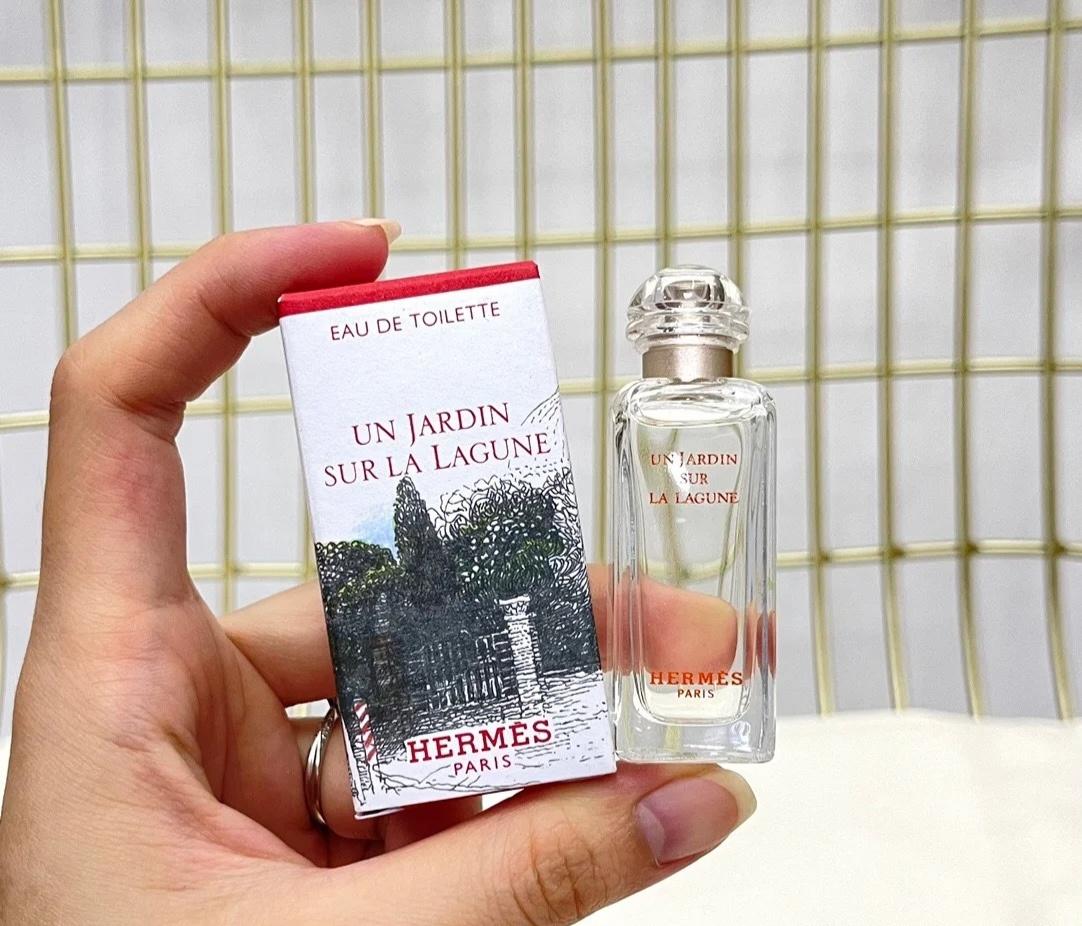 EAU DE TOILETTE
UN JARDIN
SUR LA LAGUNE
HERMÈS
PARIS
UN JARDIN
SUR
LA LAGUNE
HERMÈS
PARIS